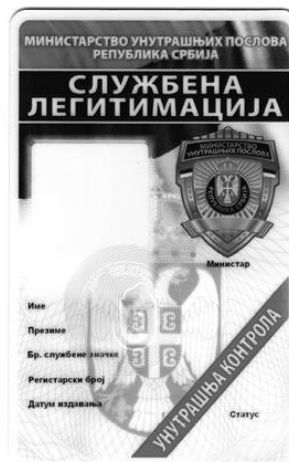 МИНИСТАРСТВО УНУТРАШЊИХ ПОСЛОВА
РЕПУБЛИКА СРБИЈА
СЛУЖБЕНА
ЛЕГИТИМАЦИЈА
МИНИСТАРСТВО
УНУТРАШЊИХ ПОСЛОВА
Министар
Име
Презиме
Бр. службене значке
Регистарски број
Датум издавања
Статус
УНУТРАШЊА КОНТРОЛА